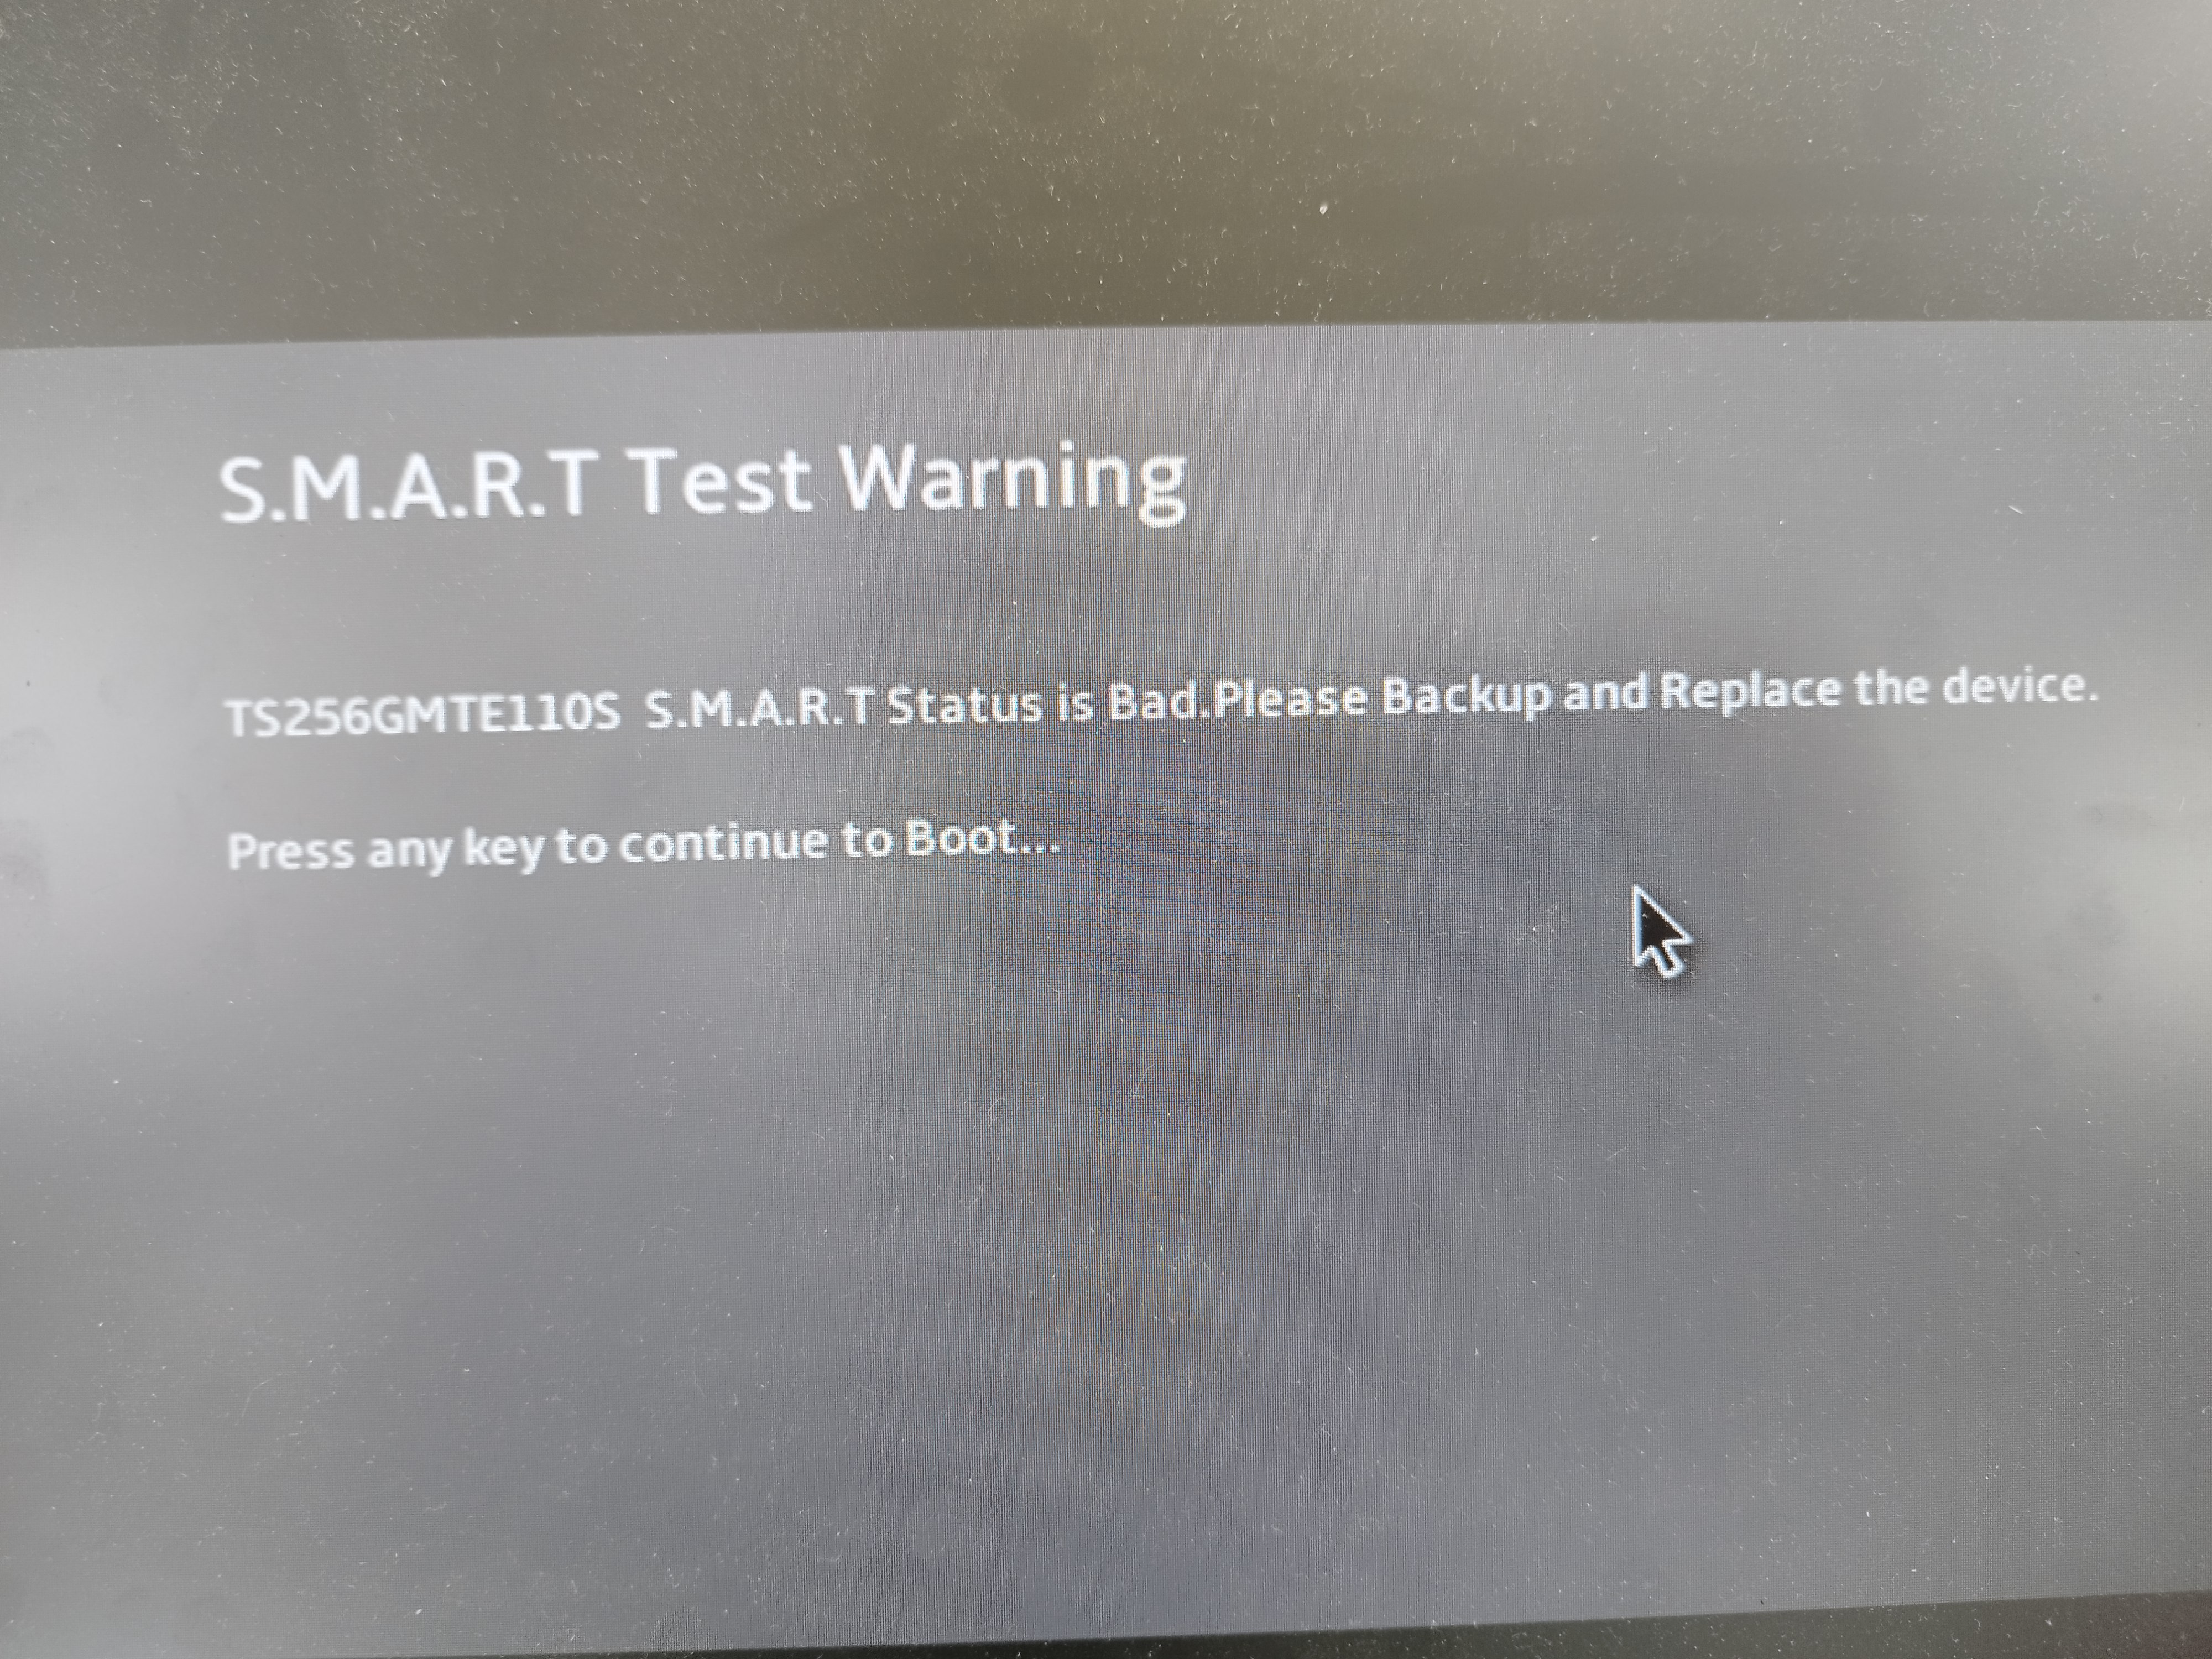 S.M.A.R.T Test Warning
TS256GMTE110S  S.M.A.R.T Status is Bad.Please Backup and Replace the device.
Press any key to continue to Boot...